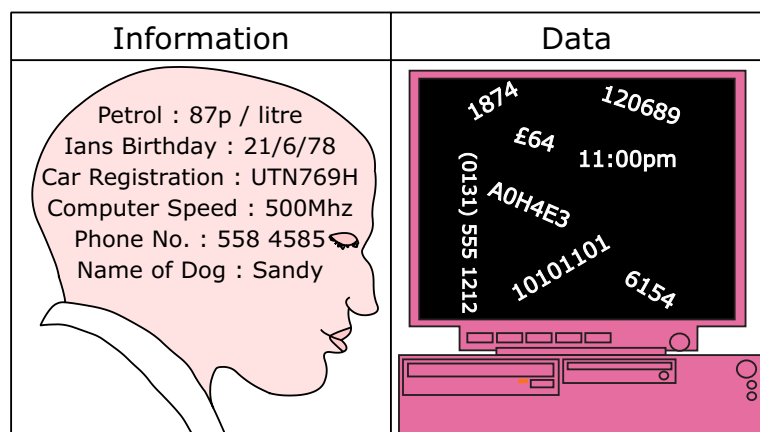 Information
Petrol : 87p / litre
Ians Birthday : 21/6/78
Car Registration : UTN769H
Computer Speed : 500Mhz
Phone No. : 558 4585
Name of Dog : Sandy
Data
1874
120689
£64
11:00pm
(0131) 555 1212
A0H4E3
10101101
6154